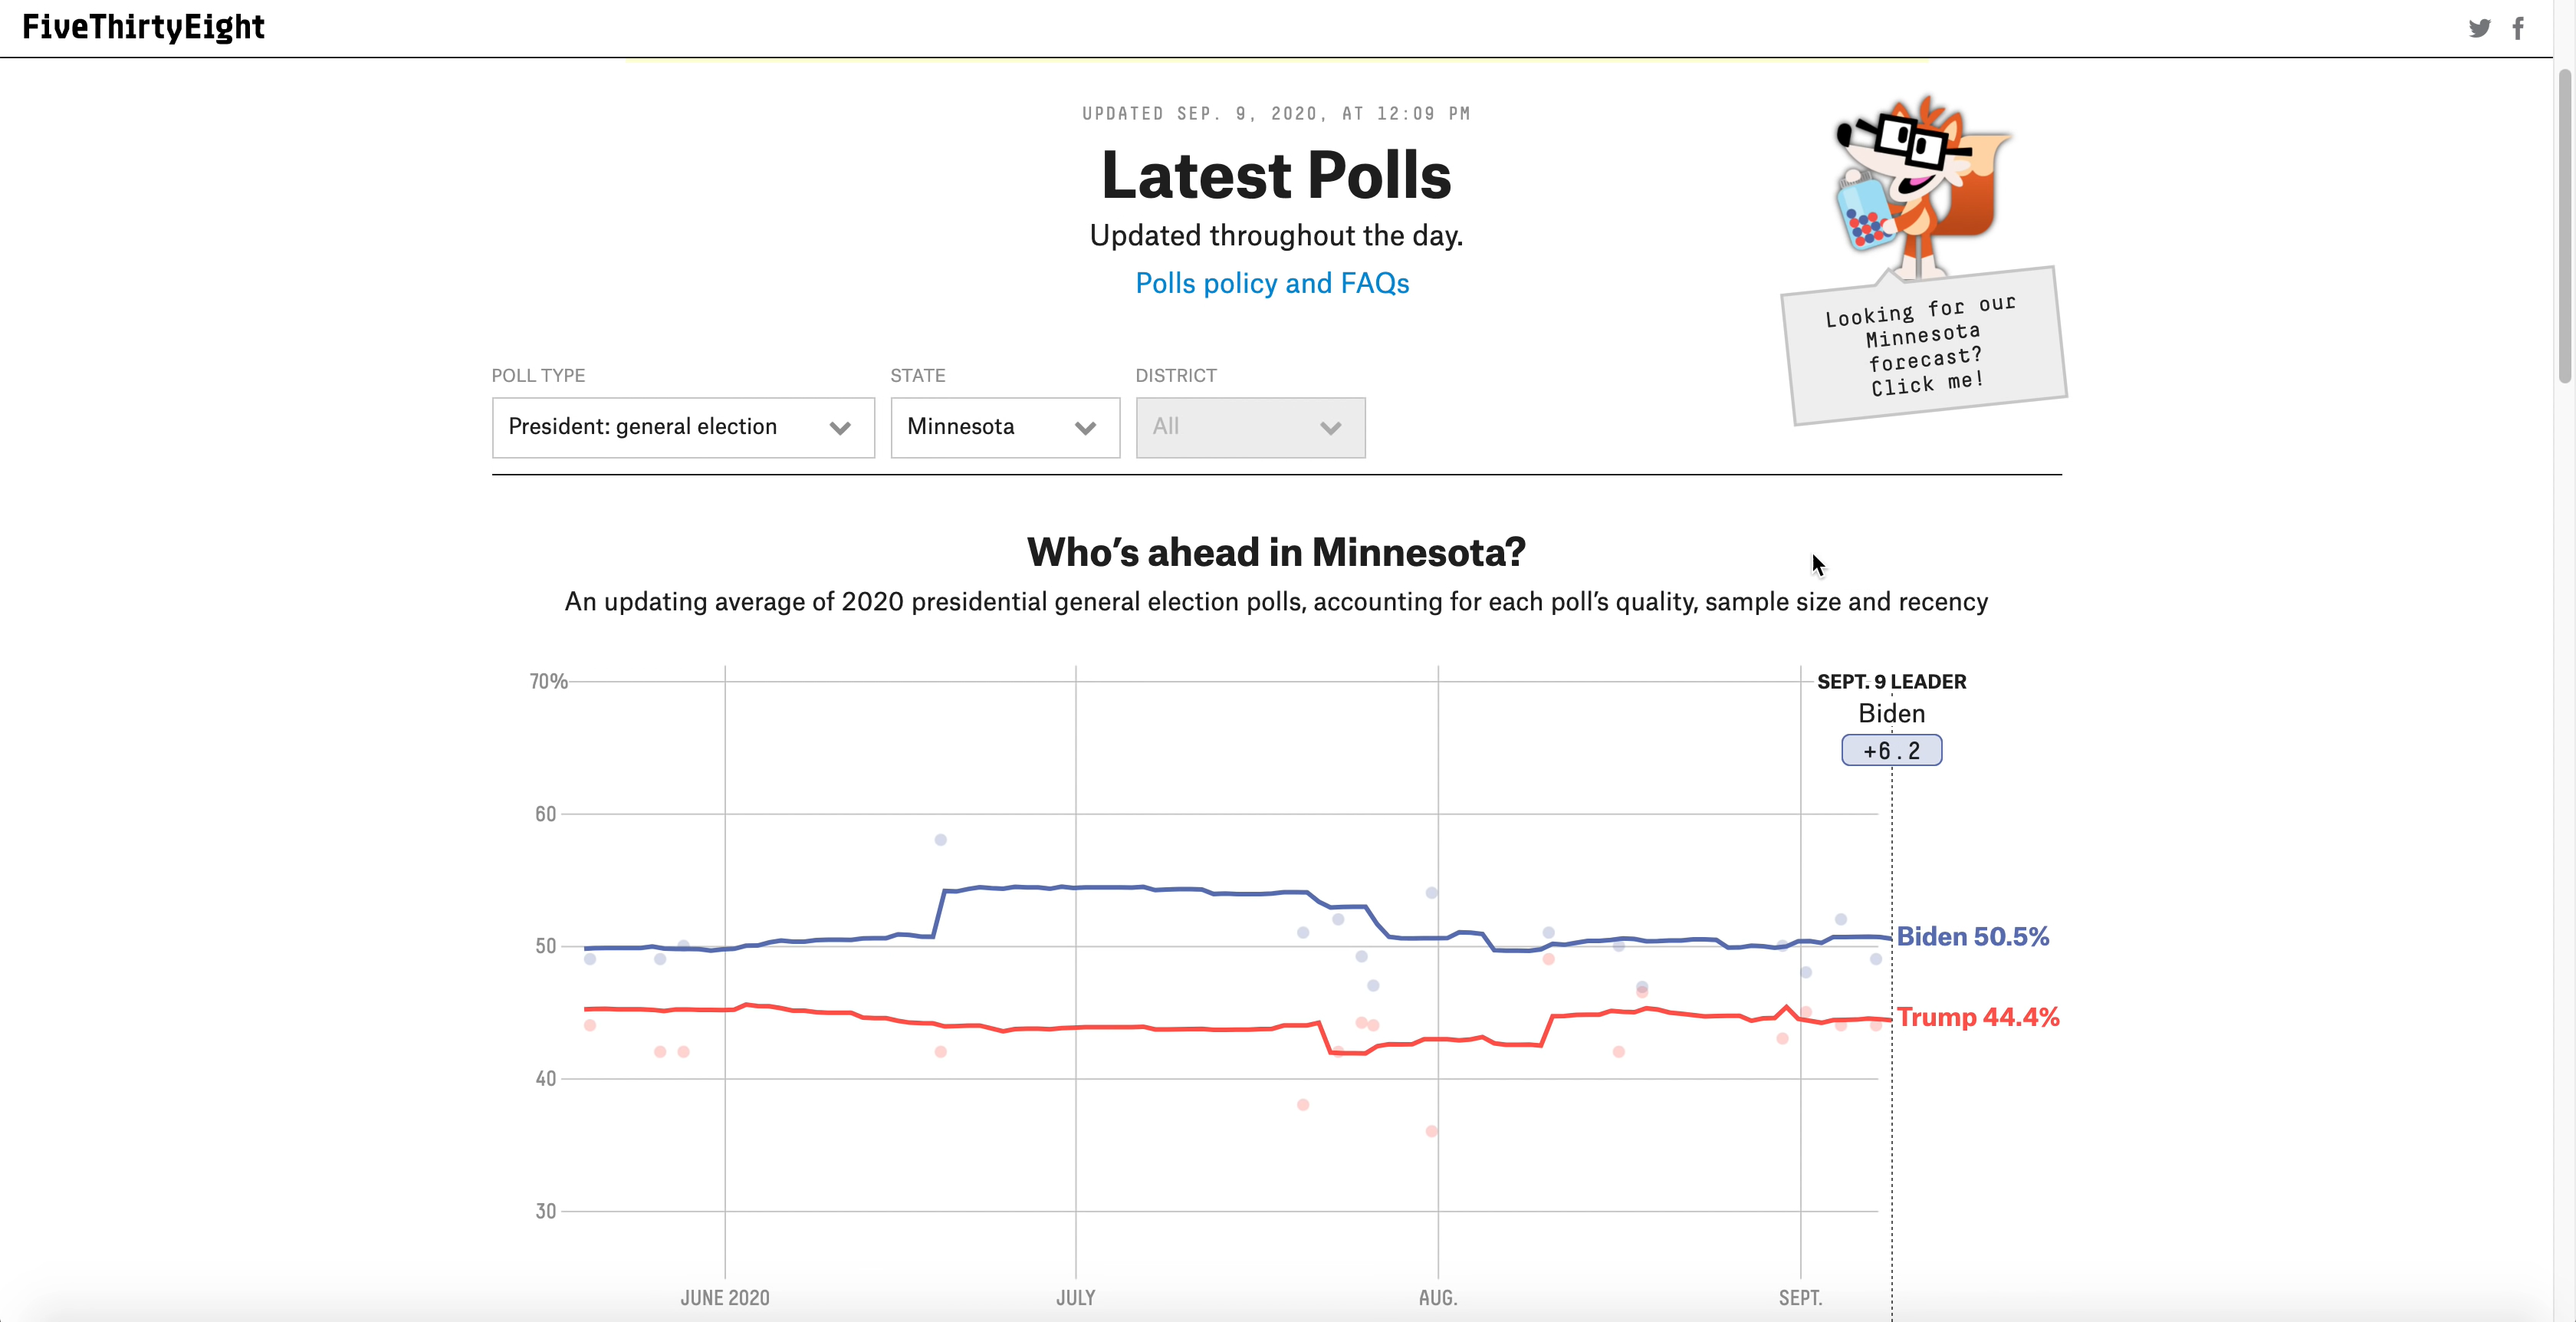 FiveThirtyEight
UPDATED SEP. 9, 2020, AT 12:09 PM
Latest Polls
Updated throughout the day.
Polls policy and FAQs
Looking for our
Minnesota
forecast?
Click me!
POLL TYPE
STATE
DISTRICT
President: general election
Minnesota
All
Who’s ahead in Minnesota?
An updating average of 2020 presidential general election polls, accounting for each poll’s quality, sample size and recency
70%
SEPT. 9 LEADER
Biden
+6.2
60
50
Biden 50.5%
Trump 44.4%
40
30
JUNE 2020
JULY
AUG.
SEPT.